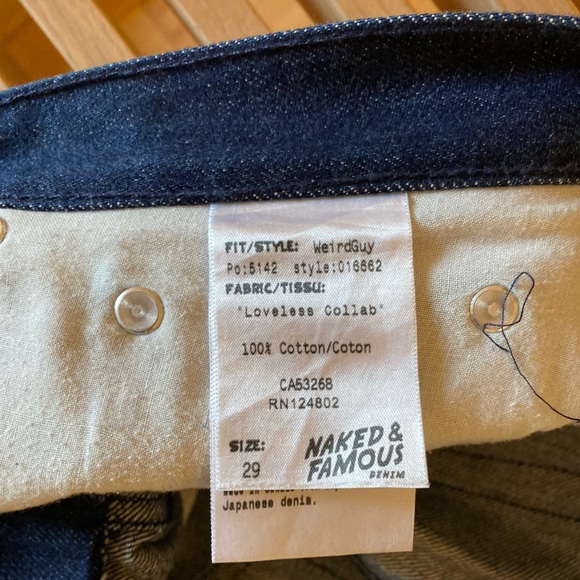 FIT/STYLE: WeirdGuy
Po:5142 style:016662
FABRIC/TISSU:
"Loveless Collab"
100% Cotton/Coton
CA53268
RN124802
SIZE:
29
NAKED &
FAMOUS
DENIM
Japanese denim.